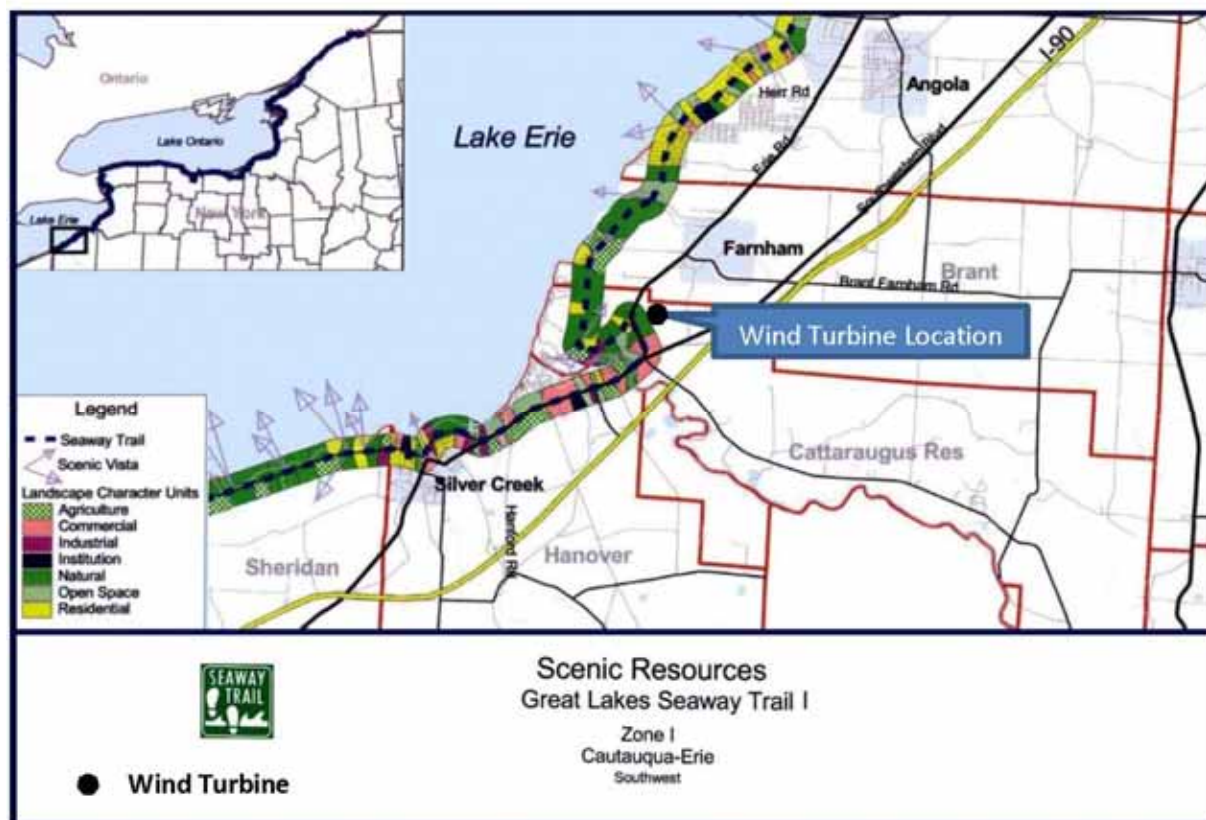 Ontario
Lake Ontario
New York
Lake Erie
Lake Erie
Herr Rd
Angola
I-90
Erie Rd
Southwestern Blvd
Farnham
Brant
Brant Farnham Rd
Wind Turbine Location
Cattaraugus Res
Silver Creek
Hanford Rd
Hanover
Sheridan
Legend
Seaway Trail
Scenic Vista
Landscape Character Units
Agriculture
Commercial
Industrial
Institution
Natural
Open Space
Residential
SEAWAY
TRAIL
Scenic Resources
Great Lakes Seaway Trail I
Zone I
Cautauqua-Erie
Southwest
Wind Turbine